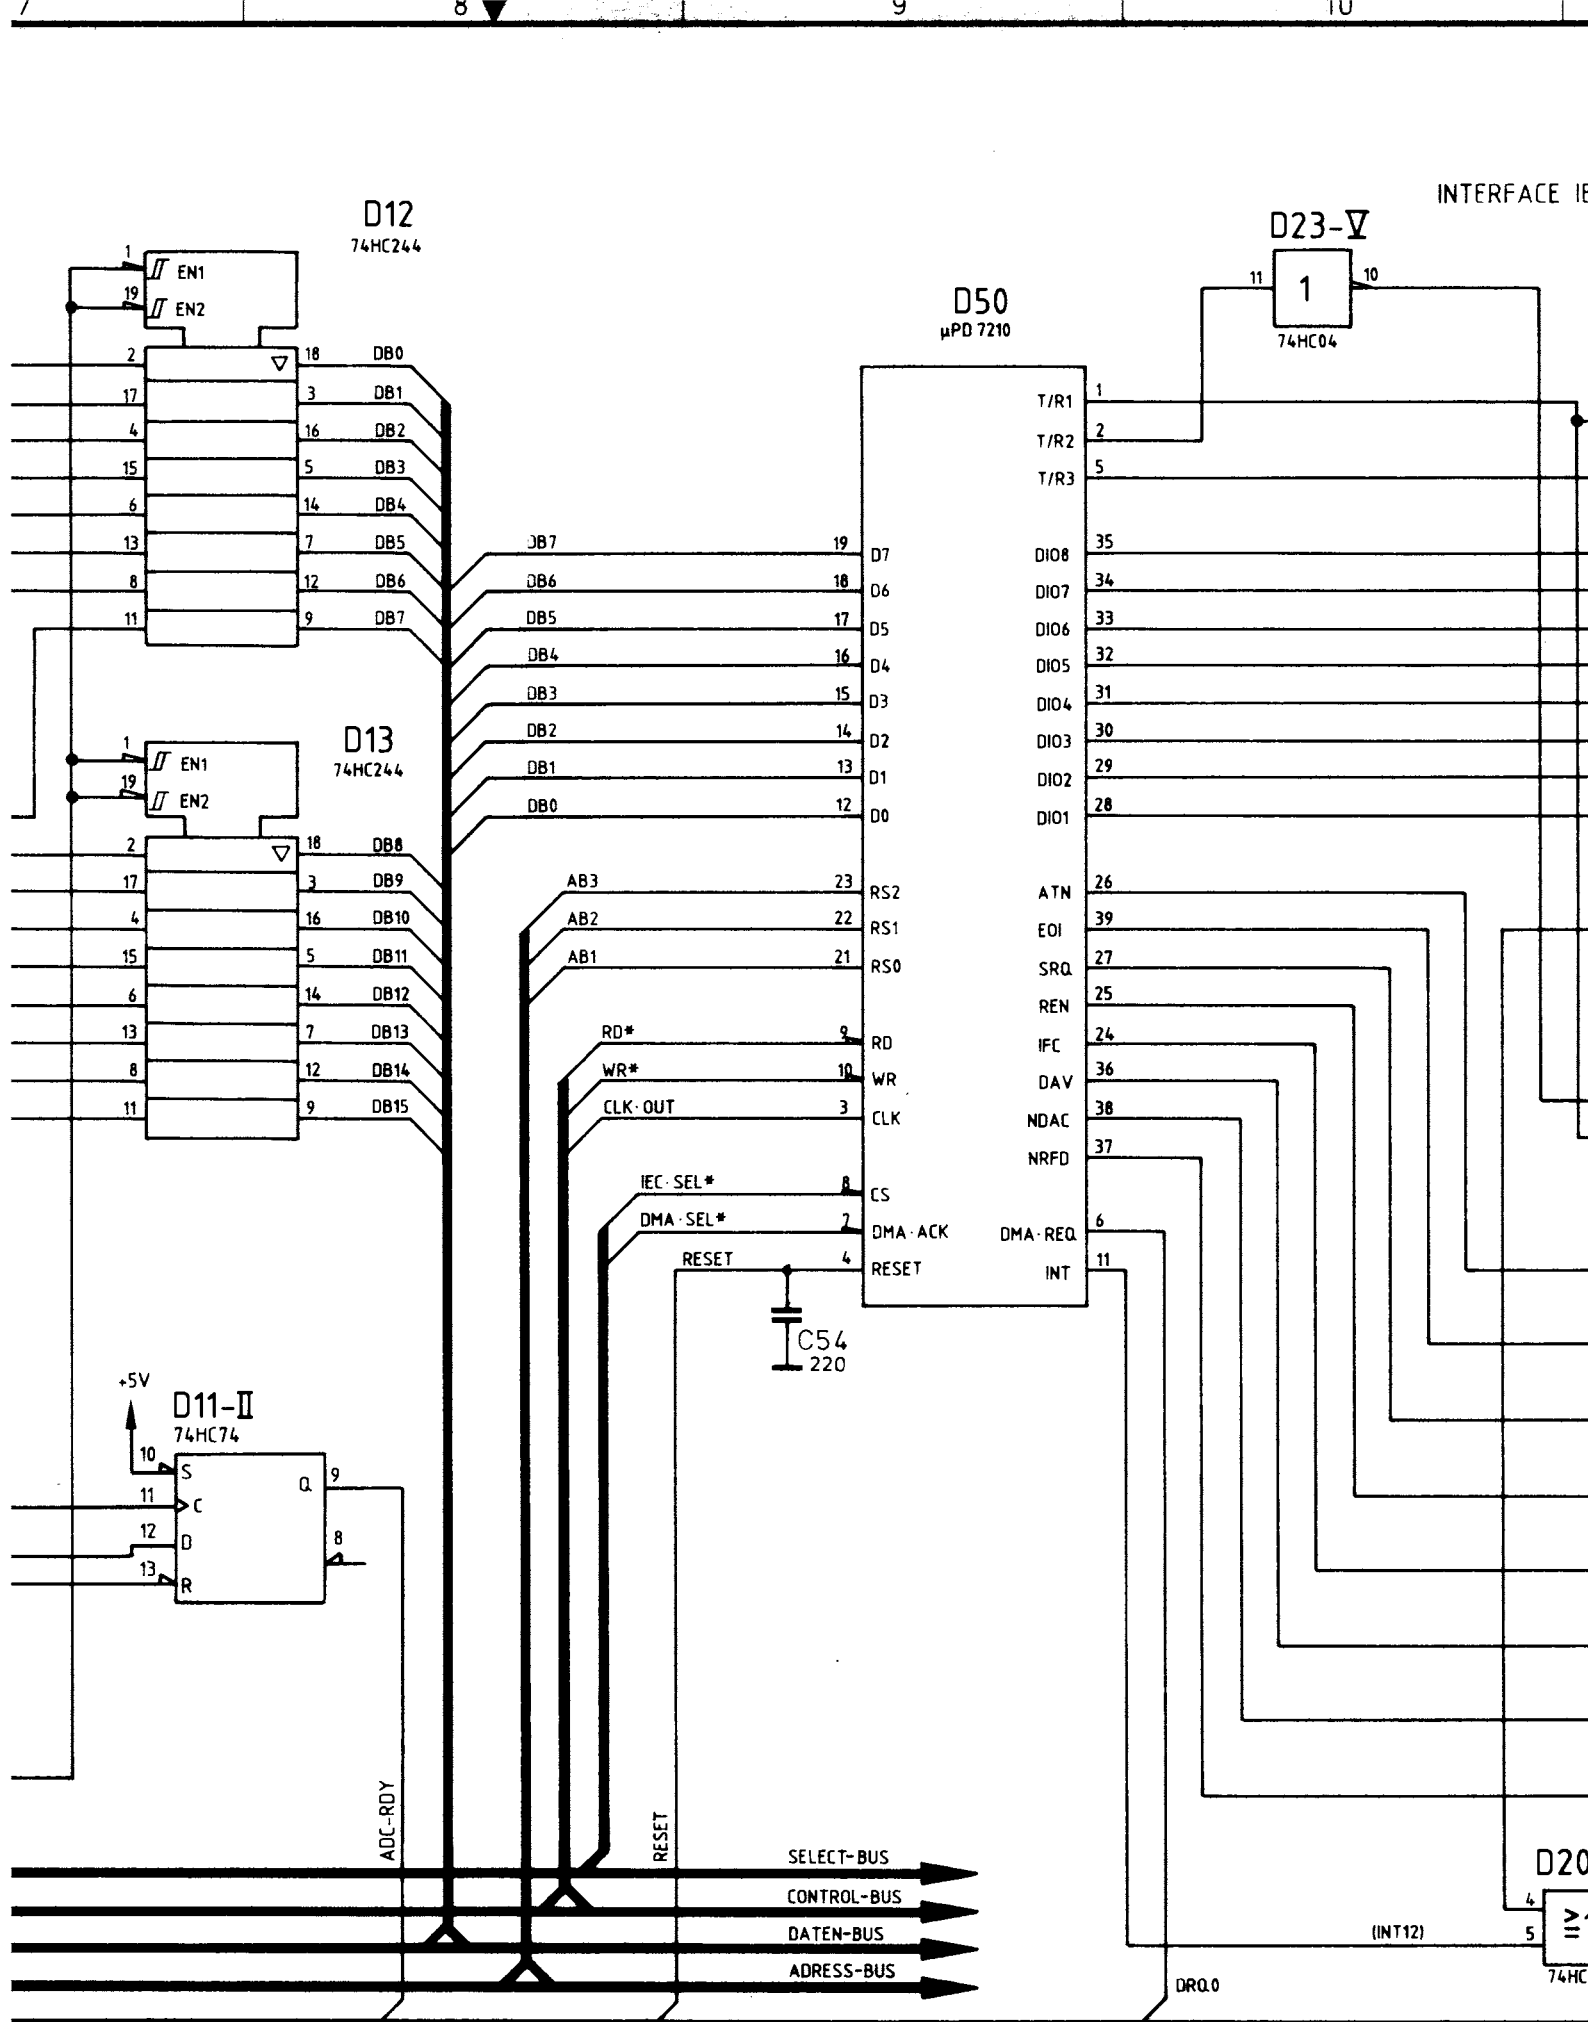 7 8 9 10
INTERFACE
D12
74HC244
1 EN1
19 EN2
2 18 DB0
17 3 DB1
4 16 DB2
15 5 DB3
6 14 DB4
13 7 DB5
8 12 DB6
11 9 DB7
D13
74HC244
1 EN1
19 EN2
2 18 DB8
17 3 DB9
4 16 DB10
15 5 DB11
6 14 DB12
13 7 DB13
8 12 DB14
11 9 DB15
+5V
D11-II
74HC74
10 S
Q 9
11 C
12 D
8
13 R
ADC-RDY
D50
µPD 7210
T/R1 1
T/R2 2
T/R3 5
DB7 19 D7 DIO8 35
DB6 18 D6 DIO7 34
DB5 17 D5 DIO6 33
DB4 16 D4 DIO5 32
DB3 15 D3 DIO4 31
DB2 14 D2 DIO3 30
DB1 13 D1 DIO2 29
DB0 12 D0 DIO1 28
AB3 23 RS2 ATN 26
AB2 22 RS1 EOI 39
AB1 21 RS0 SRQ 27
REN 25
RD* 9 RD IFC 24
WR* 10 WR DAV 36
CLK·OUT 3 CLK NDAC 38
NRFD 37
IEC·SEL* 8 CS
DMA·SEL* 7 DMA·ACK DMA·REQ 6
RESET 4 RESET INT 11
C54
220
RESET
D23-V
11 1 10
74HC04
SELECT-BUS
CONTROL-BUS
DATEN-BUS
ADRESS-BUS
D20
4
(INT12) 5 ≥
74HC
DRQ0